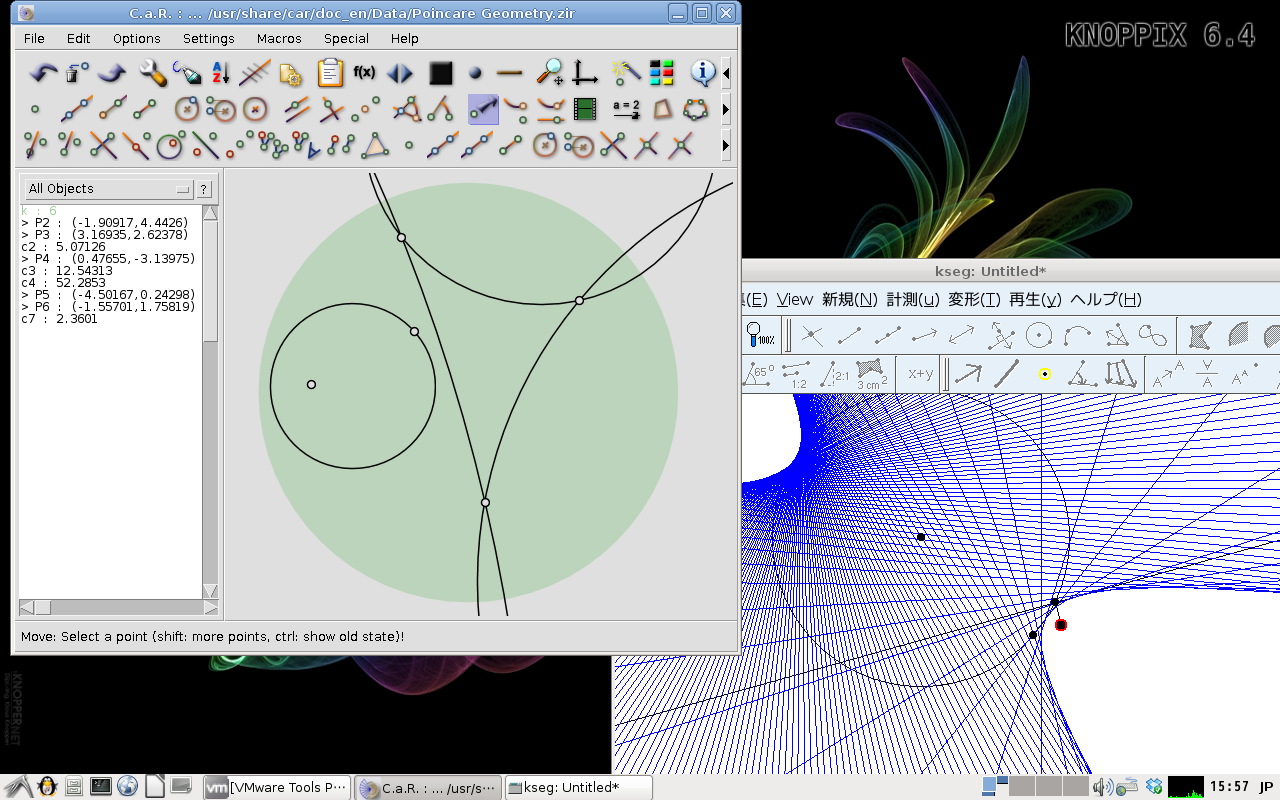 C.a.R. : ... /usr/share/car/doc_en/Data/Poincare Geometry.zir
File Edit Options Settings Macros Special Help
f(x)
a = 2
All Objects
?
k : 6
> P2 : (-1.90917,4.4426)
> P3 : (3.16935,2.62378)
c2 : 5.07126
> P4 : (0.47655,-3.13975)
c3 : 12.54313
c4 : 52.2853
> P5 : (-4.50167,0.24298)
> P6 : (-1.55701,1.75819)
c7 : 2.3601
Move: Select a point (shift: more points, ctrl: show old state)!
KNOPPIX 6.4
kseg: Untitled*
(E) View 新規(N) 計測(u) 変形(T) 再生(y) ヘルプ(H)
100%
65° 1:2 2:1 3 cm² x+y
KNOPPER.NET
vm [VMware Tools P···
C.a.R. : ... /usr/s···
kseg: Untitled*
15:57 JP